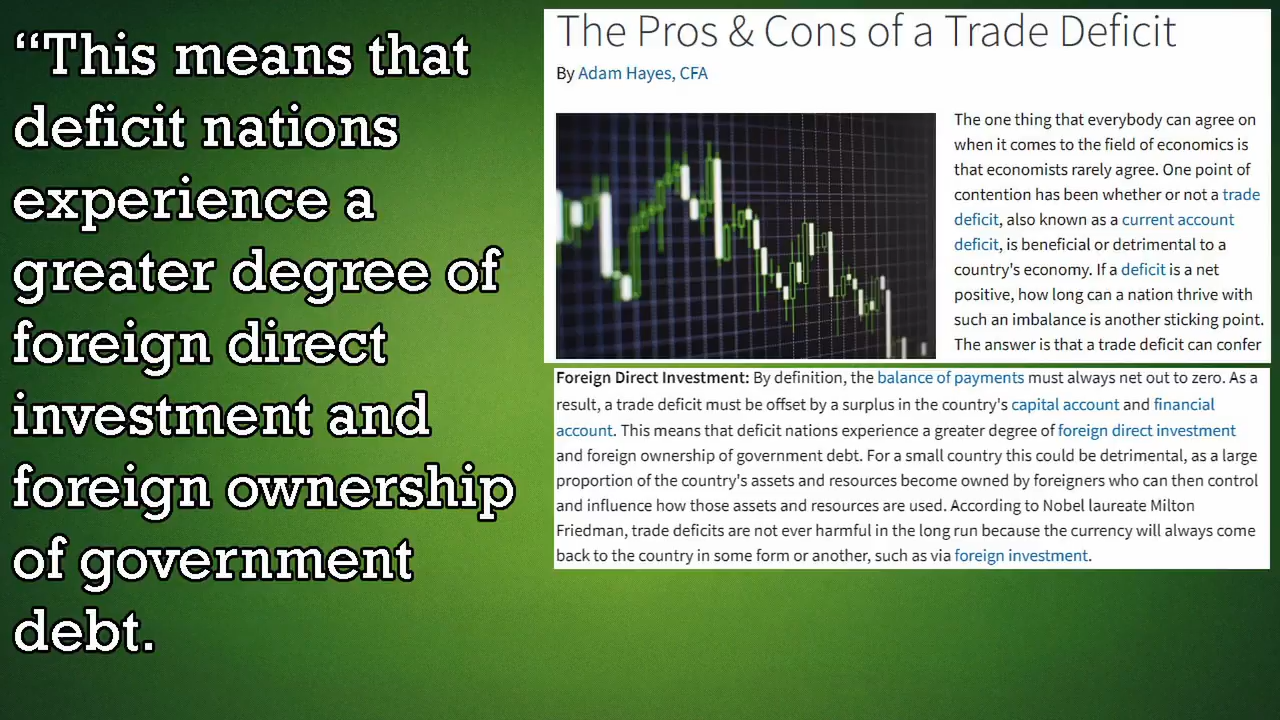 “This means that
deficit nations
experience a
greater degree of
foreign direct
investment and
foreign ownership
of government
debt.
The Pros & Cons of a Trade Deficit
By Adam Hayes, CFA
The one thing that everybody can agree on
when it comes to the field of economics is
that economists rarely agree. One point of
contention has been whether or not a trade
deficit, also known as a current account
deficit, is beneficial or detrimental to a
country's economy. If a deficit is a net
positive, how long can a nation thrive with
such an imbalance is another sticking point.
The answer is that a trade deficit can confer
Foreign Direct Investment: By definition, the balance of payments must always net out to zero. As a
result, a trade deficit must be offset by a surplus in the country's capital account and financial
account. This means that deficit nations experience a greater degree of foreign direct investment
and foreign ownership of government debt. For a small country this could be detrimental, as a large
proportion of the country's assets and resources become owned by foreigners who can then control
and influence how those assets and resources are used. According to Nobel laureate Milton
Friedman, trade deficits are not ever harmful in the long run because the currency will always come
back to the country in some form or another, such as via foreign investment.